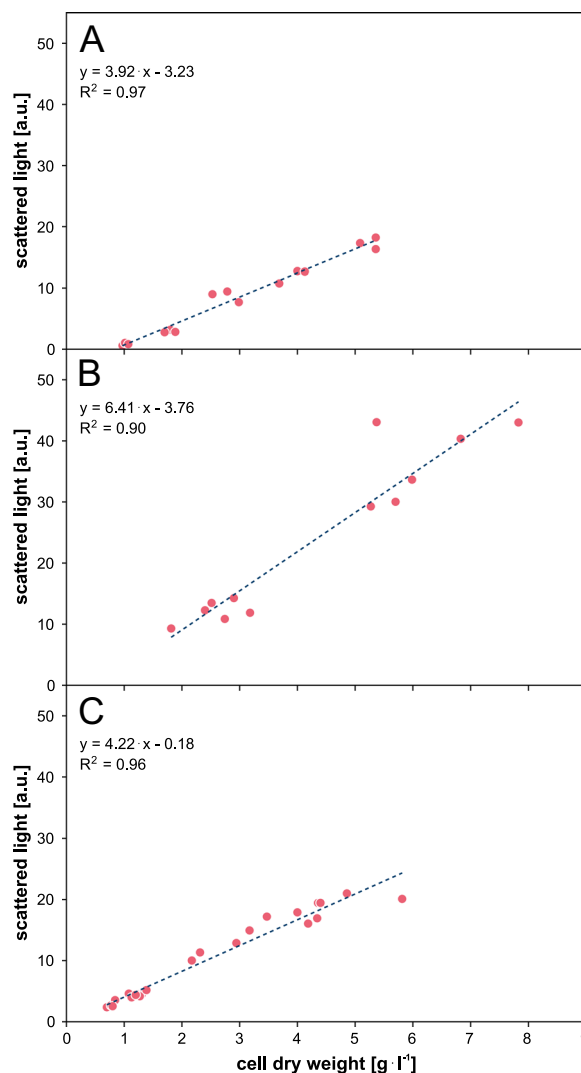 A
y = 3.92·x - 3.23
R² = 0.97
scattered light [a.u.]
50
40
30
20
10
0
B
y = 6.41·x - 3.76
R² = 0.90
scattered light [a.u.]
50
40
30
20
10
0
C
y = 4.22·x - 0.18
R² = 0.96
scattered light [a.u.]
50
40
30
20
10
0
0 1 2 3 4 5 6 7 8
cell dry weight [g·l⁻¹]